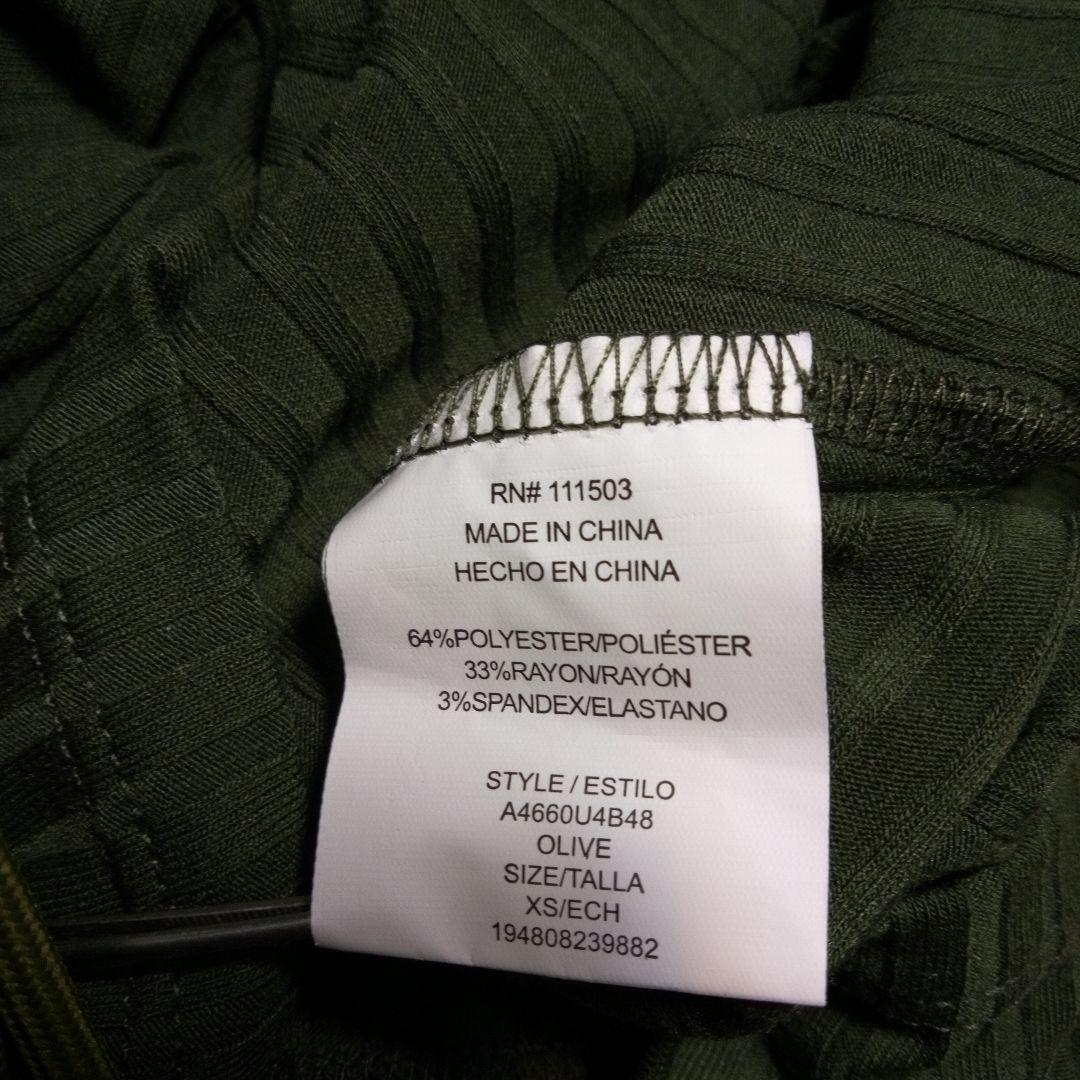 RN# 111503
MADE IN CHINA
HECHO EN CHINA
64%POLYESTER/POLIÉSTER
33%RAYON/RAYÓN
3%SPANDEX/ELASTANO
STYLE / ESTILO
A4660U4B48
OLIVE
SIZE/TALLA
XS/ECH
194808239882